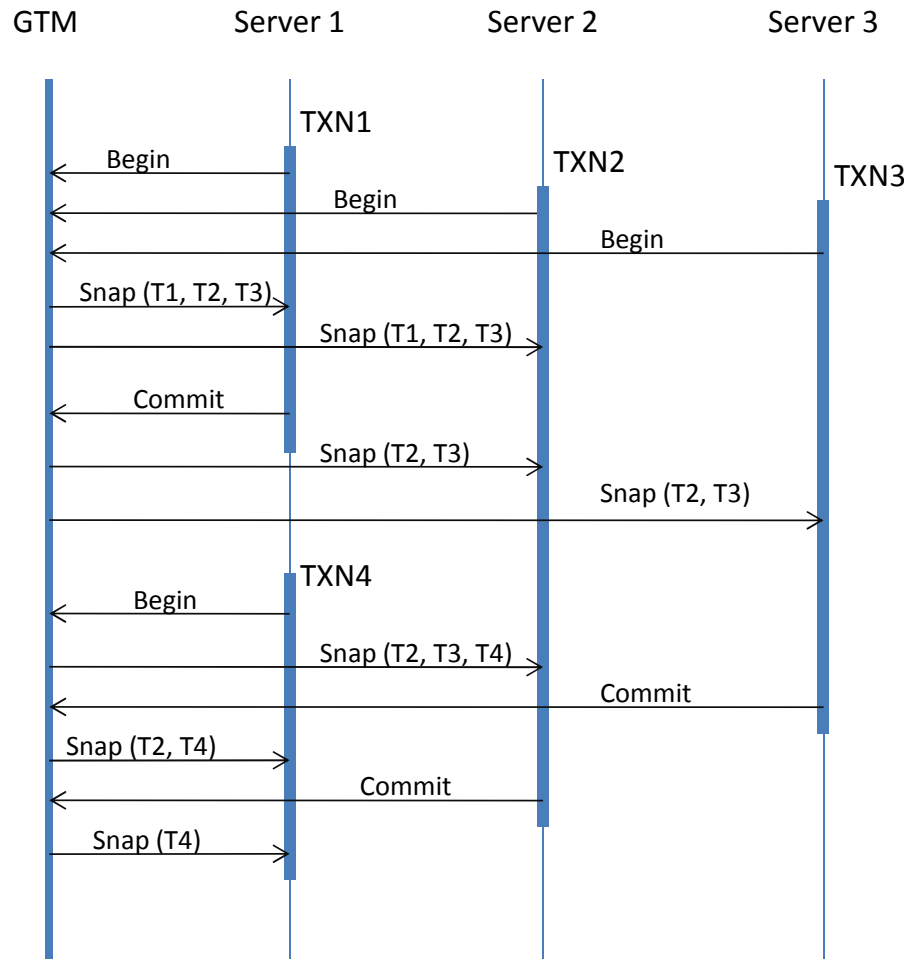 GTM Server 1 Server 2 Server 3
TXN1
Begin
TXN2
TXN3
Begin
Begin
Snap (T1, T2, T3)
Snap (T1, T2, T3)
Commit
Snap (T2, T3)
Snap (T2, T3)
TXN4
Begin
Snap (T2, T3, T4)
Commit
Snap (T2, T4)
Commit
Snap (T4)